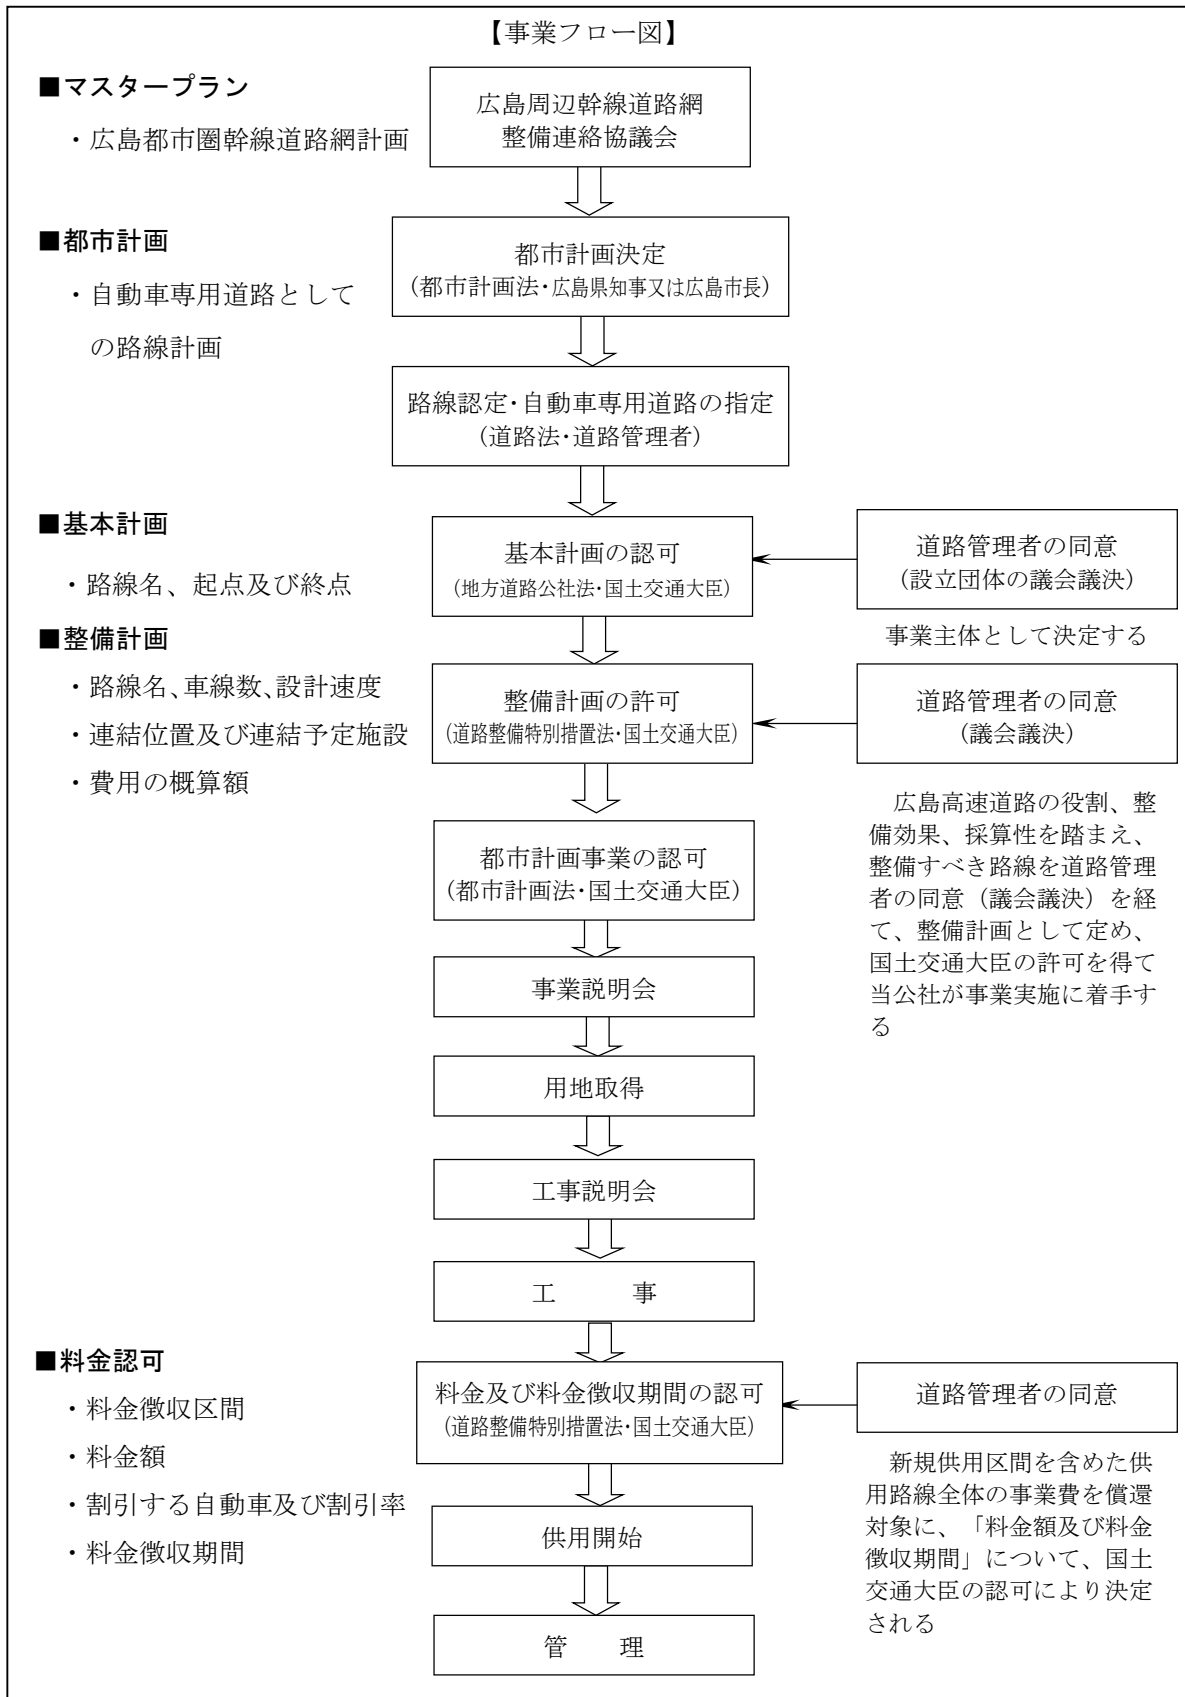 【事業フロー図】
■マスタープラン
・広島都市圏幹線道路網計画
広島周辺幹線道路網
整備連絡協議会
■都市計画
・自動車専用道路として
の路線計画
都市計画決定
(都市計画法・広島県知事又は広島市長)
路線認定・自動車専用道路の指定
(道路法・道路管理者)
■基本計画
・路線名、起点及び終点
基本計画の認可
(地方道路公社法・国土交通大臣)
道路管理者の同意
(設立団体の議会議決)
事業主体として決定する
■整備計画
・路線名、車線数、設計速度
・連結位置及び連結予定施設
・費用の概算額
整備計画の許可
(道路整備特別措置法・国土交通大臣)
道路管理者の同意
(議会議決)
広島高速道路の役割、整
備効果、採算性を踏まえ、
整備すべき路線を道路管理
者の同意(議会議決)を経
て、整備計画として定め、
国土交通大臣の許可を得て
当公社が事業実施に着手す
る
都市計画事業の認可
(都市計画法・国土交通大臣)
事業説明会
用地取得
工事説明会
工　　事
■料金認可
・料金徴収区間
・料金額
・割引する自動車及び割引率
・料金徴収期間
料金及び料金徴収期間の認可
(道路整備特別措置法・国土交通大臣)
道路管理者の同意
新規供用区間を含めた供
用路線全体の事業費を償還
対象に、「料金額及び料金
徴収期間」について、国土
交通大臣の認可により決定
される
供用開始
管　　理